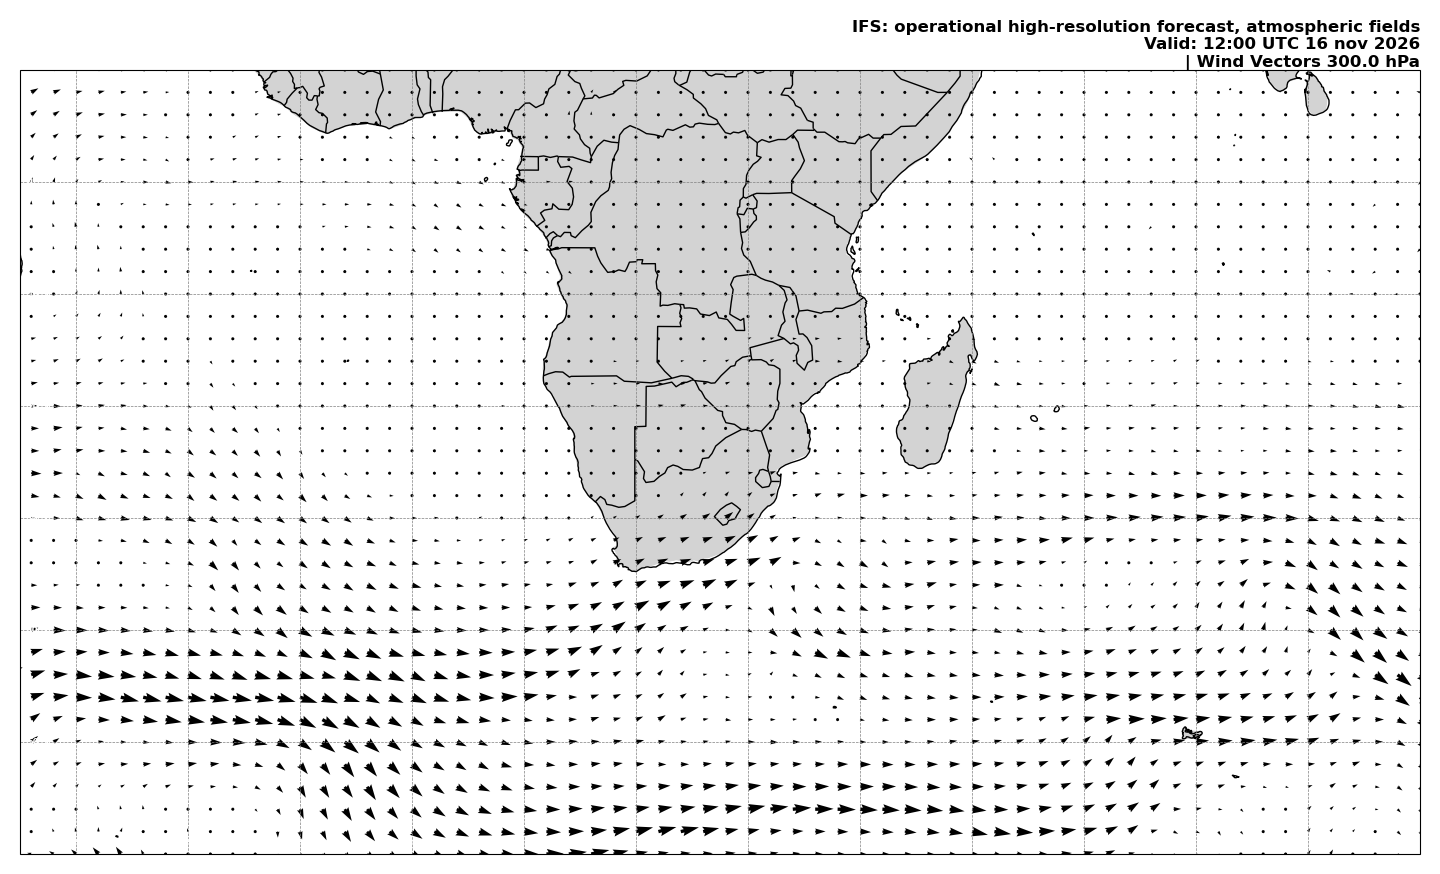 IFS: operational high-resolution forecast, atmospheric fields
Valid: 12:00 UTC 16 nov 2026
| Wind Vectors 300.0 hPa